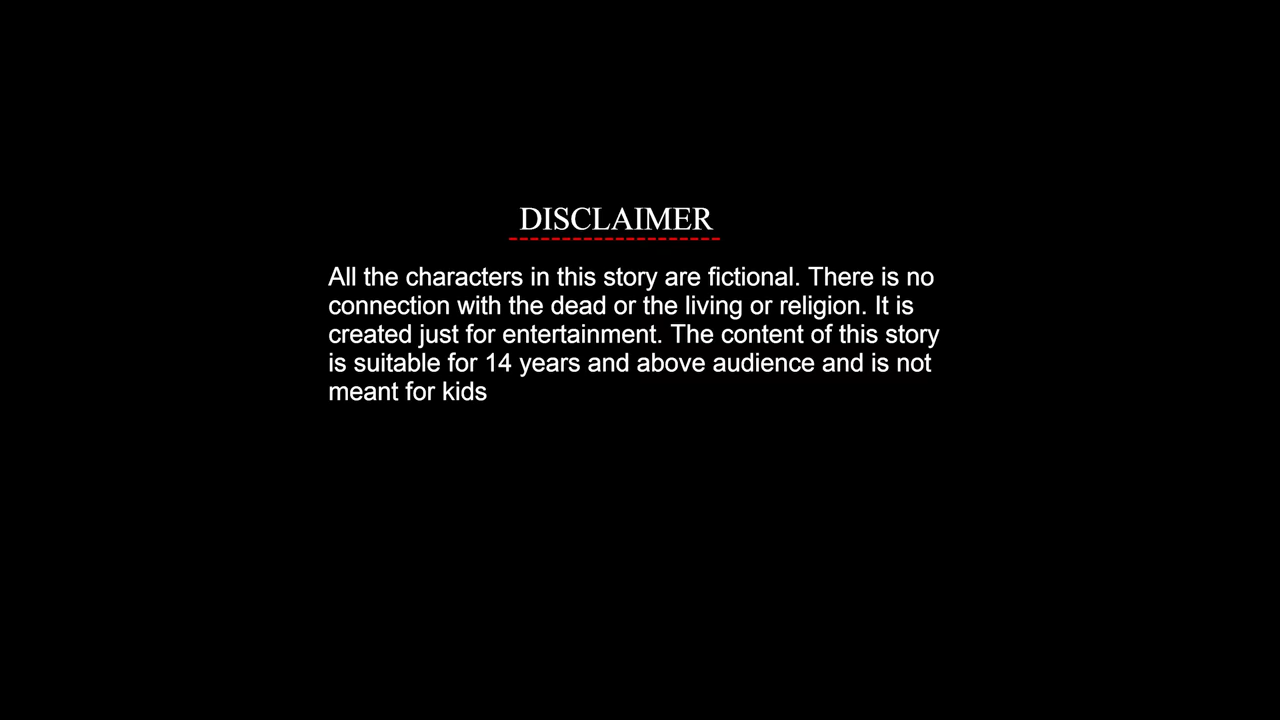 DISCLAIMER
All the characters in this story are fictional. There is no
connection with the dead or the living or religion. It is
created just for entertainment. The content of this story
is suitable for 14 years and above audience and is not
meant for kids